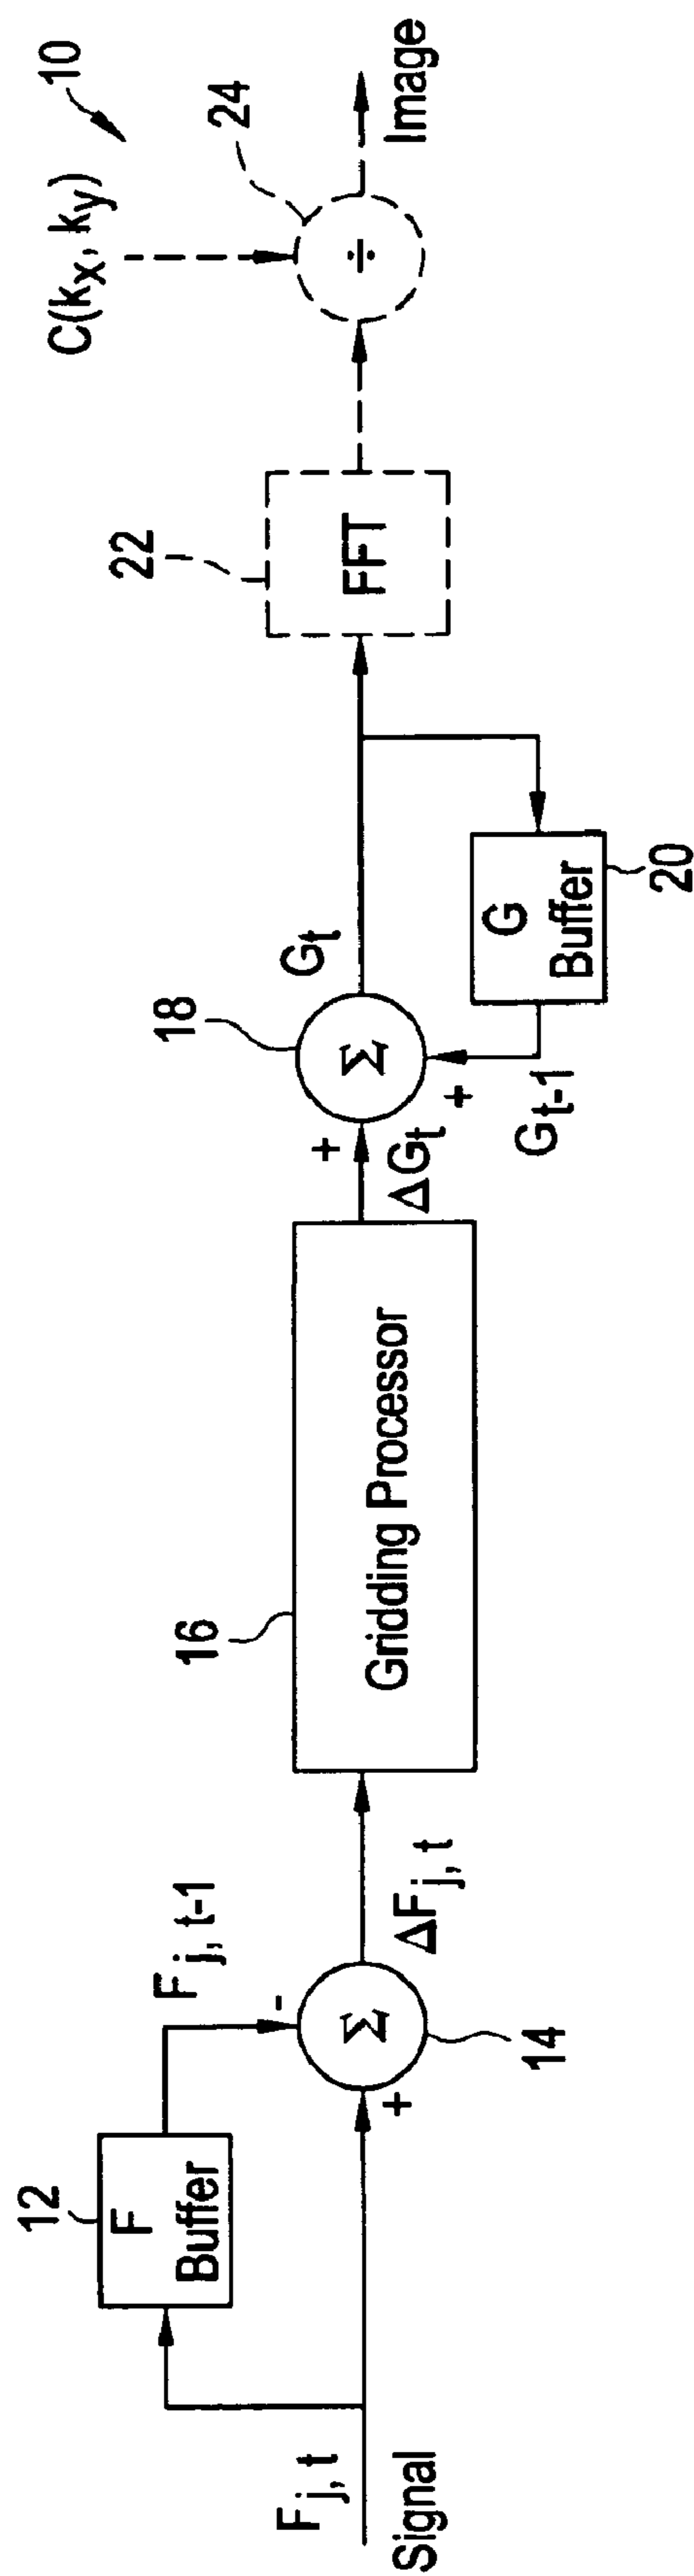 10
C(kx, ky)
24
÷
Image
22
FFT
18
Gt
Σ
+
+
G
Buffer
20
Gt-1
ΔGt
16
Gridding Processor
Fj, t-1
-
Σ
+
ΔFj, t
14
12
F
Buffer
Fj, t
Signal